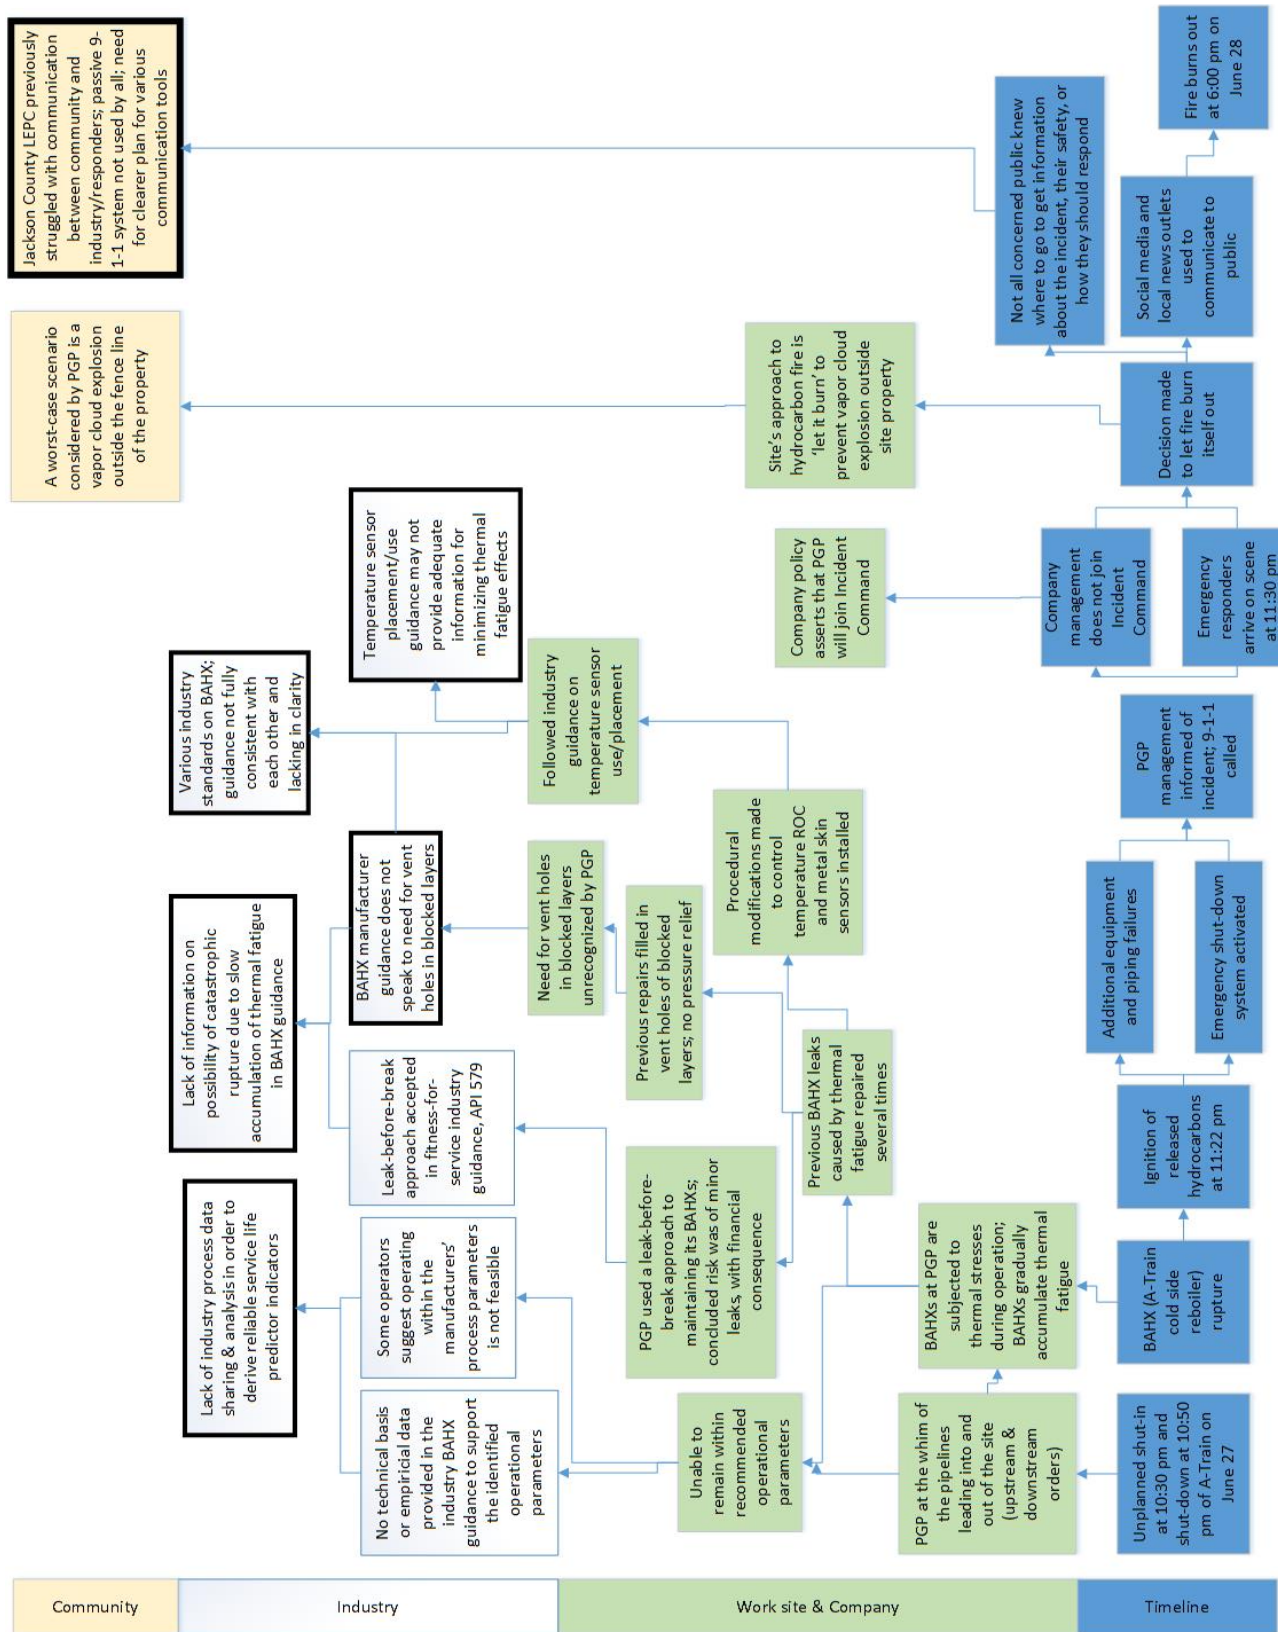 Jackson County LEPC previously
struggled with communication
between community and
industry/responders; passive 9-
1-1 system not used by all; need
for clearer plan for various
communication tools
A worst-case scenario
considered by PGP is a
vapor cloud explosion
outside the fence line
of the property
Community
Lack of industry process data
sharing & analysis in order to
derive reliable service life
predictor indicators
Lack of information on
possibility of catastrophic
rupture due to slow
accumulation of thermal fatigue
in BAHX guidance
Various industry
standards on BAHX;
guidance not fully
consistent with
each other and
lacking in clarity
No technical basis
or empiricial data
provided in the
industry BAHX
guidance to support
the identified
operational
parameters
Some operators
suggest operating
within the
manufacturers'
process parameters
is not feasible
Leak-before-break
approach accepted
in fitness-for-
service industry
guidance, API 579
BAHX manufacturer
guidance does not
speak to need for vent
holes in blocked layers
Temperature sensor
placement/use
guidance may not
provide adequate
information for
minimizing thermal
fatigue effects
Industry
Unable to
remain within
recommended
operational
parameters
PGP used a leak-before-
break approach to
maintaining its BAHXs;
concluded risk was of minor
leaks, with financial
consequence
Need for vent holes
in blocked layers
unrecognized by PGP
Previous repairs filled in
vent holes of blocked
layers; no pressure relief
Followed industry
guidance on
temperature sensor
use/placement
Procedural
modifications made
to control
temperature ROC
and metal skin
sensors installed
Previous BAHX leaks
caused by thermal
fatigue repaired
several times
Company policy
asserts that PGP
will join Incident
Command
Site's approach to
hydrocarbon fire is
'let it burn' to
prevent vapor cloud
explosion outside
site property
PGP at the whim of
the pipelines
leading into and
out of the site
(upstream &
downstream
orders)
BAHXs at PGP are
subjected to
thermal stresses
during operation;
BAHXs gradually
accumulate thermal
fatigue
Work site & Company
Unplanned shut-in
at 10:30 pm and
shut-down at 10:50
pm of A-Train on
June 27
BAHX (A-Train
cold side
reboiler)
rupture
Ignition of
released
hydrocarbons
at 11:22 pm
Additional equipment
and piping failures
Emergency shut-down
system activated
PGP
management
informed of
incident; 9-1-1
called
Company
management
does not join
Incident
Command
Emergency
responders
arrive on scene
at 11:30 pm
Decision made
to let fire burn
itself out
Not all concerned public knew
where to go to get information
about the incident, their safety, or
how they should respond
Social media and
local news outlets
used to
communicate to
public
Fire burns out
at 6:00 pm on
June 28
Timeline